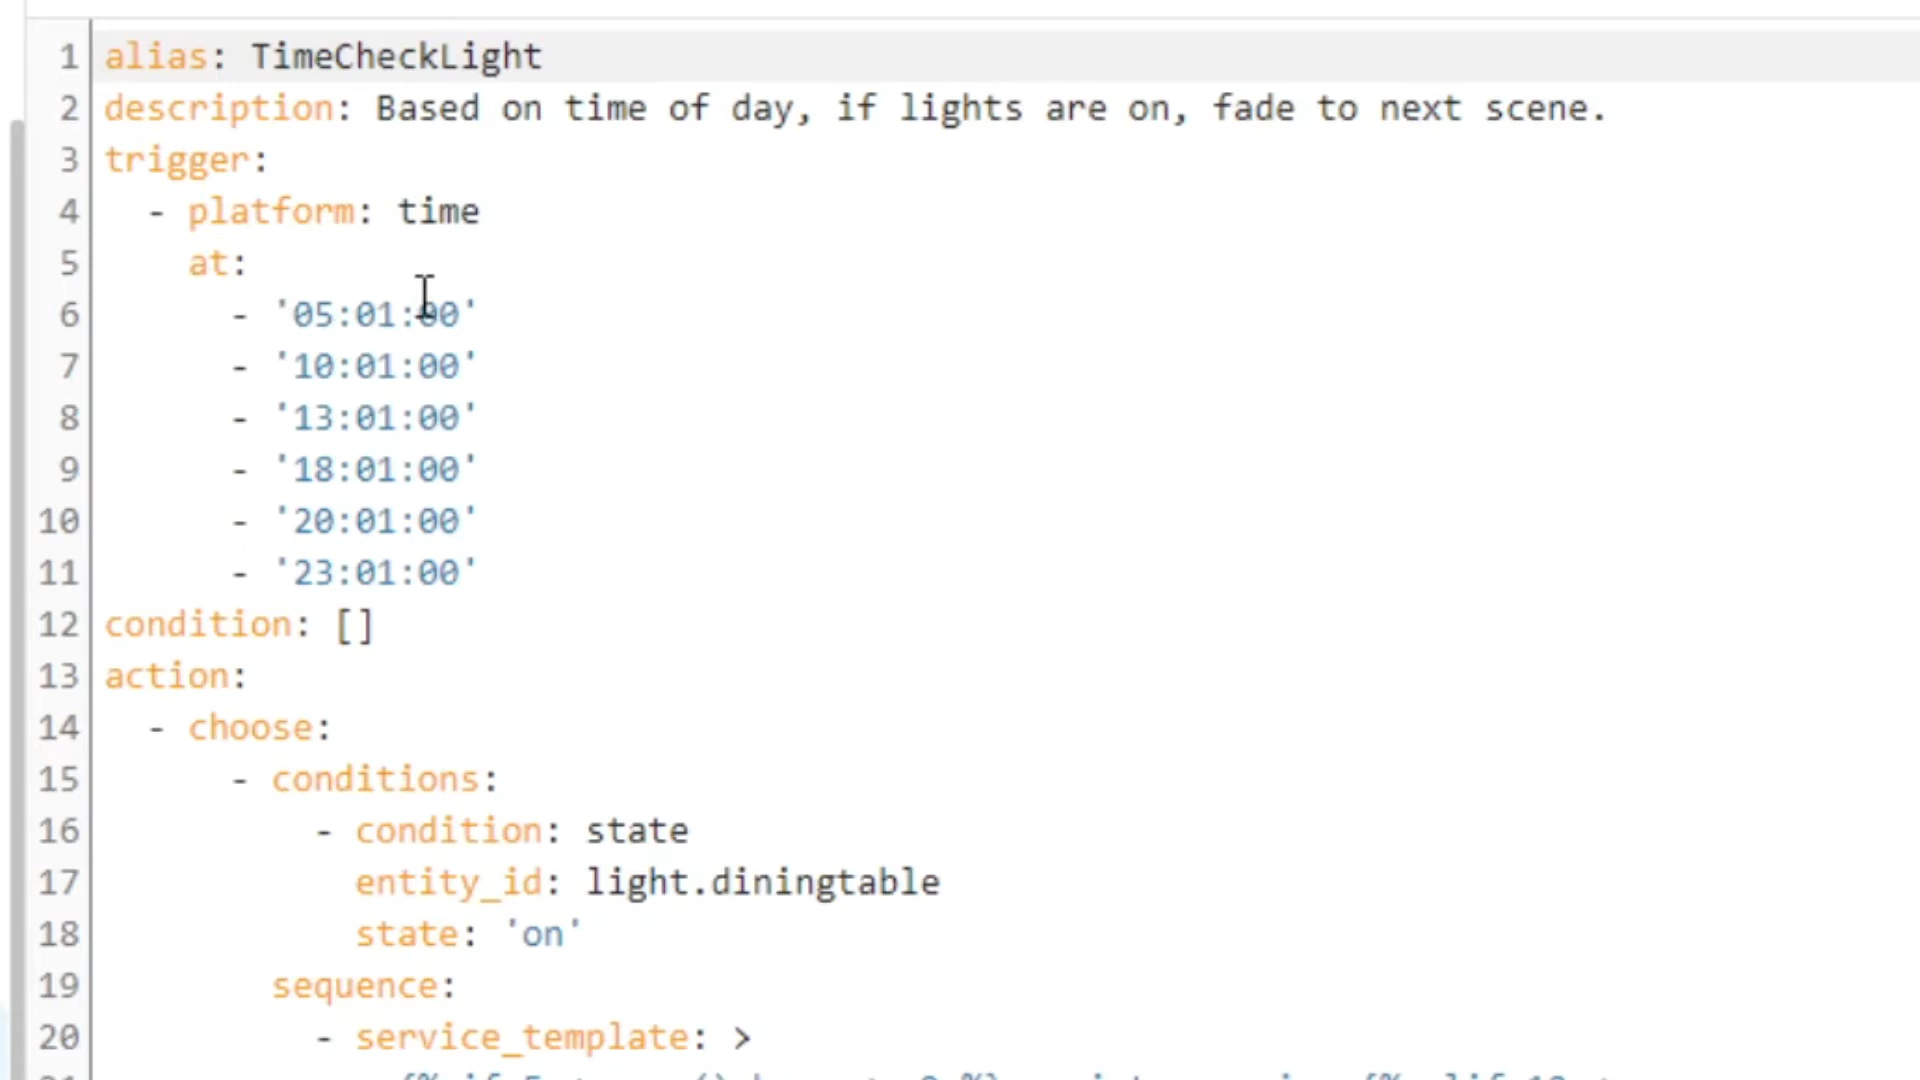 1 alias: TimeCheckLight
2 description: Based on time of day, if lights are on, fade to next scene.
3 trigger:
4 - platform: time
5 at:
6 - '05:01:00'
7 - '10:01:00'
8 - '13:01:00'
9 - '18:01:00'
10 - '20:01:00'
11 - '23:01:00'
12 condition: []
13 action:
14 - choose:
15 - conditions:
16 - condition: state
17 entity_id: light.diningtable
18 state: 'on'
19 sequence:
20 - service_template: >